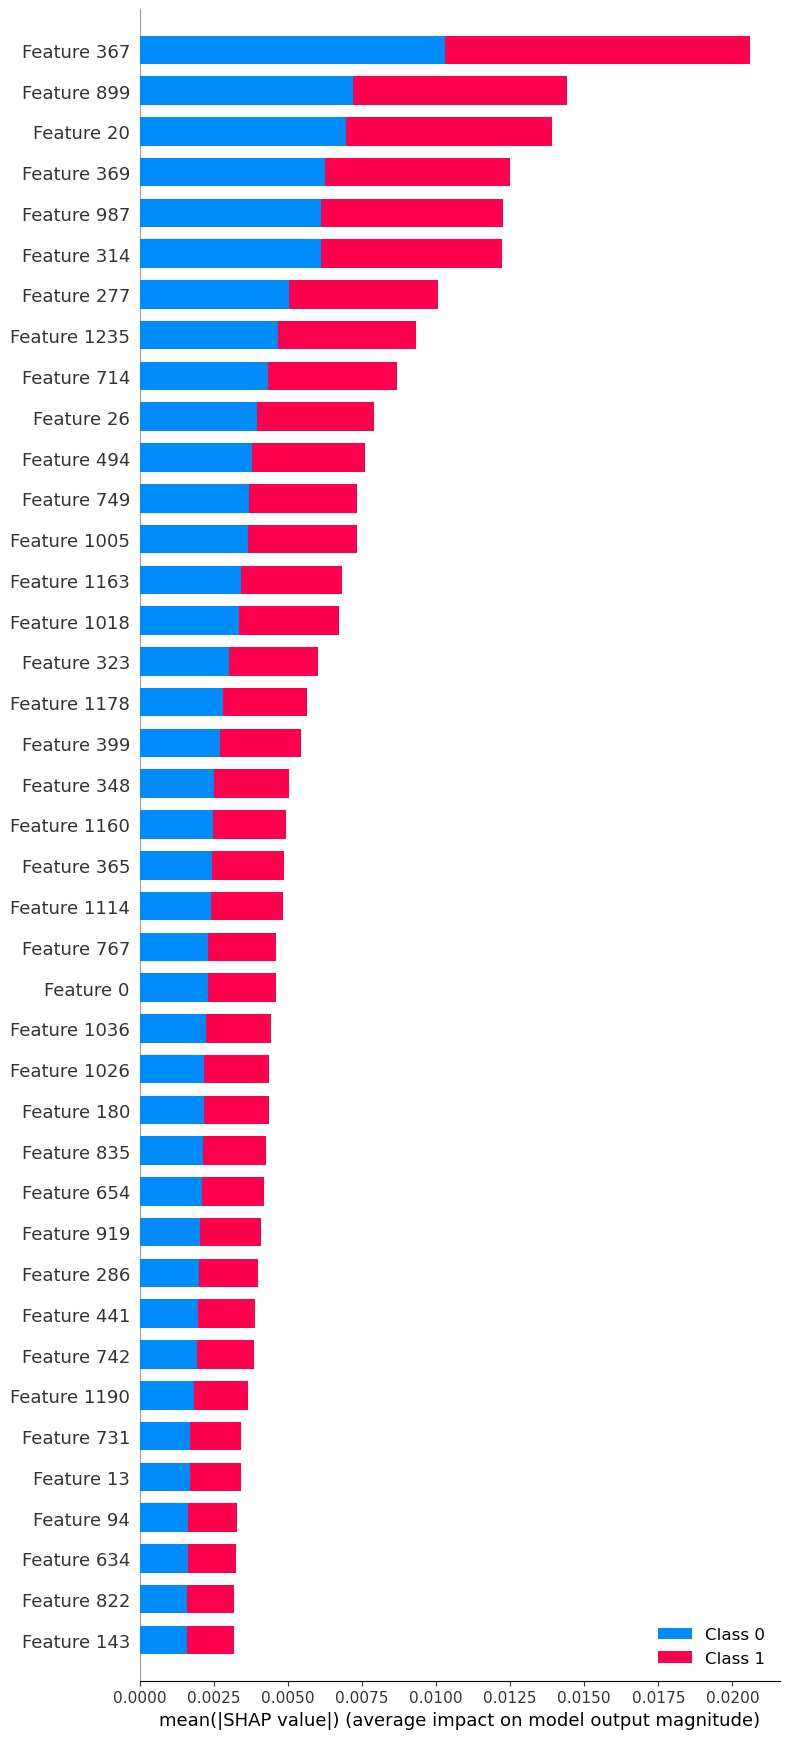 Feature 367
Feature 899
Feature 20
Feature 369
Feature 987
Feature 314
Feature 277
Feature 1235
Feature 714
Feature 26
Feature 494
Feature 749
Feature 1005
Feature 1163
Feature 1018
Feature 323
Feature 1178
Feature 399
Feature 348
Feature 1160
Feature 365
Feature 1114
Feature 767
Feature 0
Feature 1036
Feature 1026
Feature 180
Feature 835
Feature 654
Feature 919
Feature 286
Feature 441
Feature 742
Feature 1190
Feature 731
Feature 13
Feature 94
Feature 634
Feature 822
Feature 143
Class 0
Class 1
0.0000 0.0025 0.0050 0.0075 0.0100 0.0125 0.0150 0.0175 0.0200
mean(|SHAP value|) (average impact on model output magnitude)